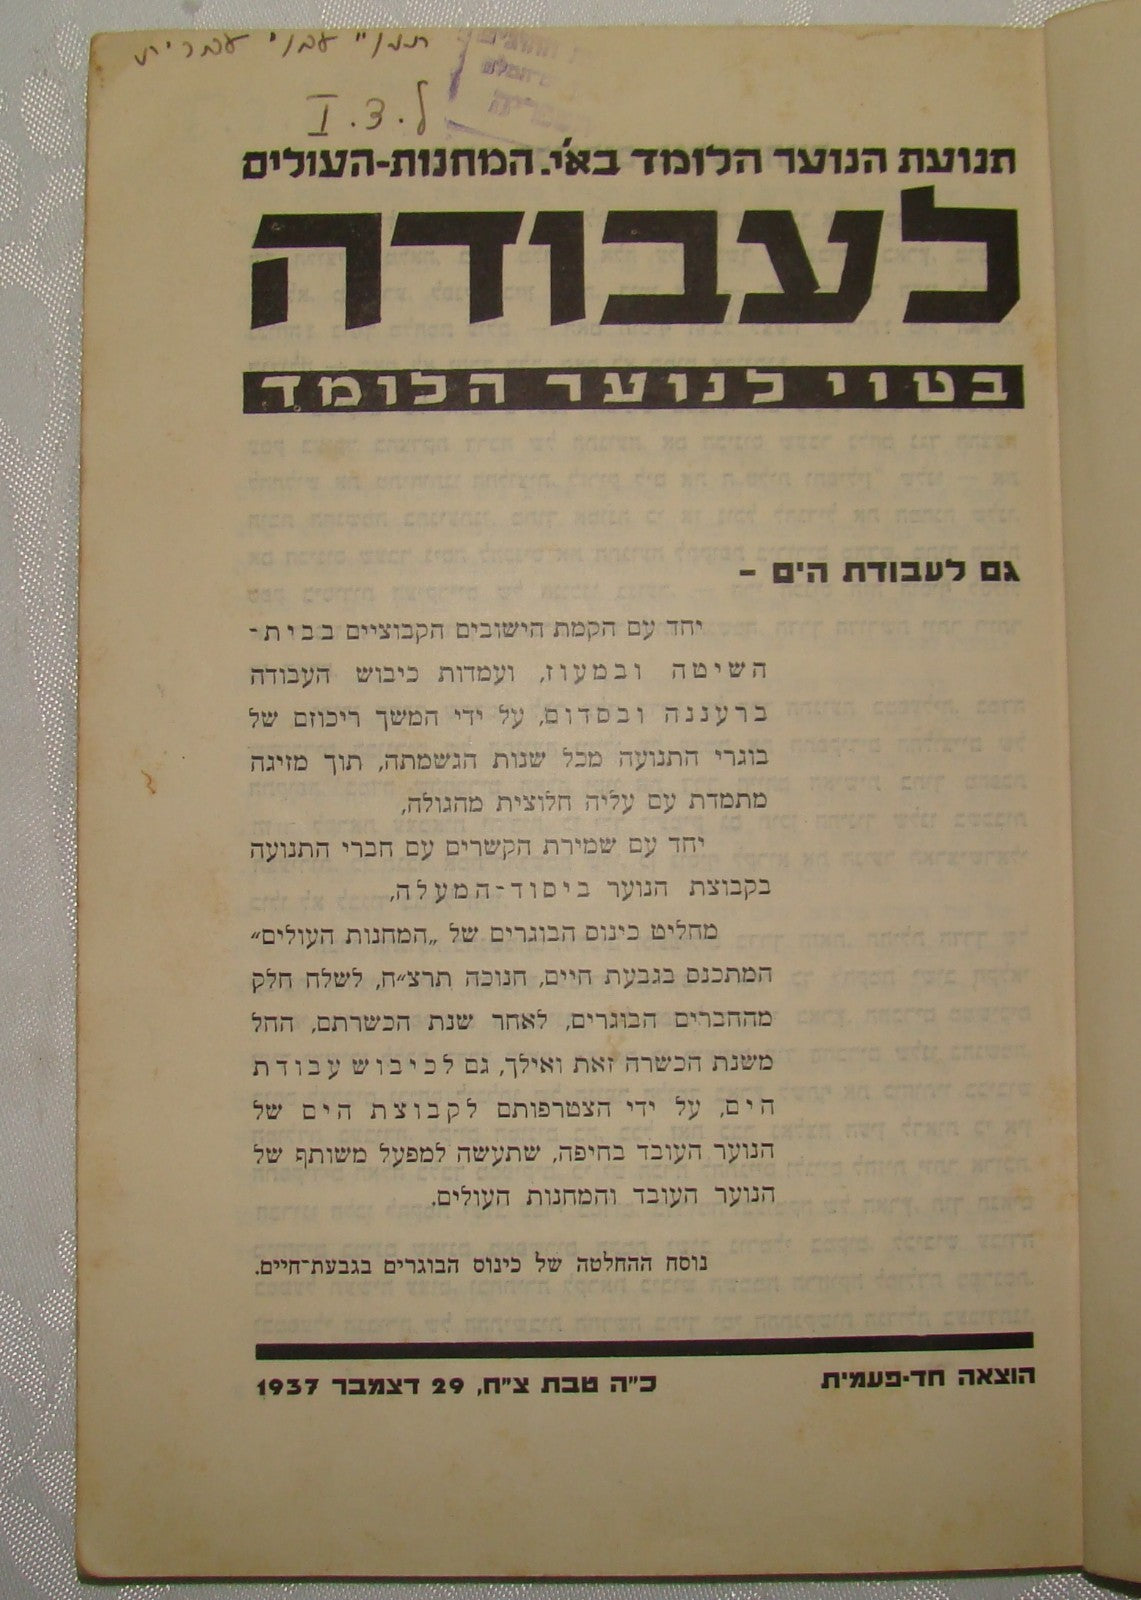 תנו" עבני עברית
ל.3.I
תנועת הנוער הלומד בא"י. המחנות-העולים
לעבודה
בטוי לנוער הלומד
גם לעבודת הים –
יחד עם הקמת הישובים הקבוציים בבית-
השיטה ובמעוז, ועמדות כיבוש העבודה
ברעננה ובסדום, על ידי המשך ריכוזם של
בוגרי התנועה מכל שנות הגשמתה, תוך מזיגה
מתמדת עם עליה חלוצית מהגולה,
יחד עם שמירת הקשרים עם חברי התנועה
בקבוצת הנוער ביסוד-המעלה,
מחליט כינוס הבוגרים של „המחנות העולים”
המתכנס בגבעת חיים, חנוכה תרצ״ח, לשלח חלק
מהחברים הבוגרים, לאחר שנת הכשרתם, החל
משנת הכשרה זאת ואילך, גם לכיבוש עבודת
הים, על ידי הצטרפותם לקבוצת הים של
הנוער העובד בחיפה, שתעשה למפעל משותף של
הנוער העובד והמחנות העולים.
נוסח ההחלטה של כינוס הבוגרים בגבעת-חיים.
הוצאה חד-פעמית כ"ה טבת צ"ח, 29 דצמבר 1937